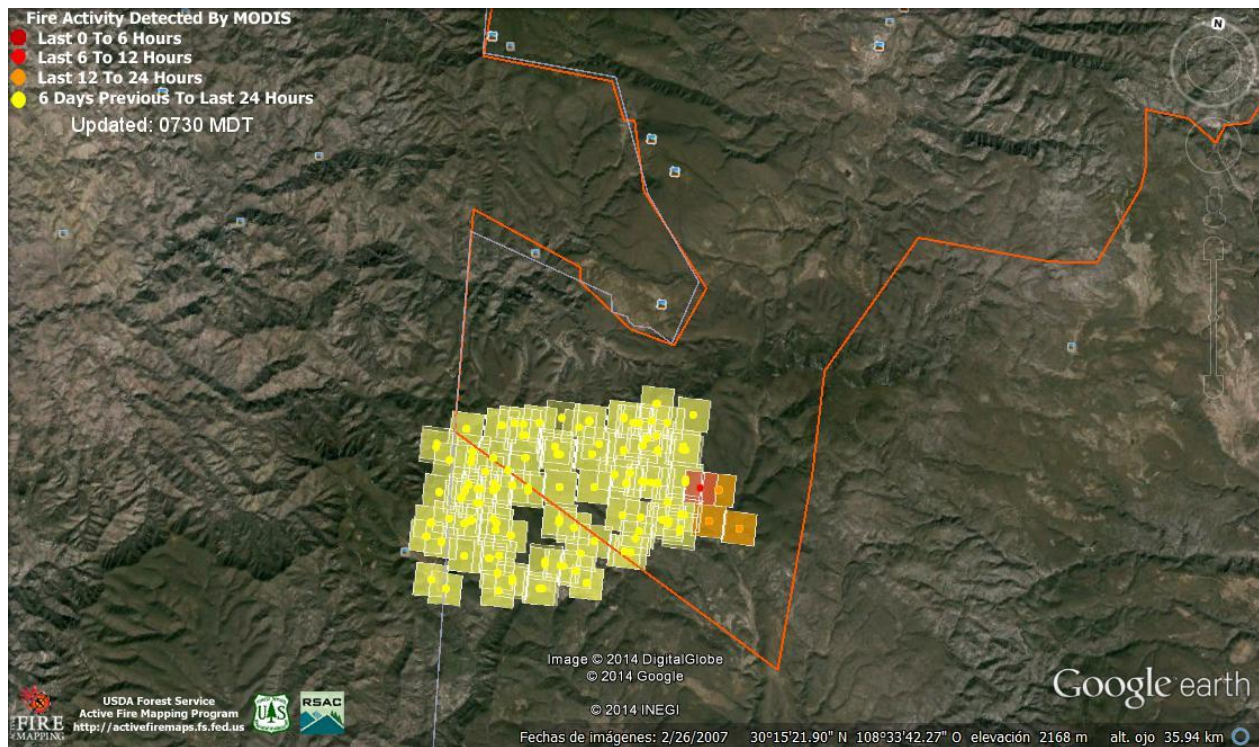 Fire Activity Detected By MODIS
Last 0 To 6 Hours
Last 6 To 12 Hours
Last 12 To 24 Hours
6 Days Previous To Last 24 Hours
Updated: 0730 MDT
N
Image © 2014 DigitalGlobe
© 2014 Google
© 2014 INEGI
Google earth
FIRE
MAPPING
USDA Forest Service
Active Fire Mapping Program
http://activefiremaps.fs.fed.us
U S
RSAC
Fechas de imágenes: 2/26/2007 30°15'21.90" N 108°33'42.27" O elevación 2168 m alt. ojo 35.94 km